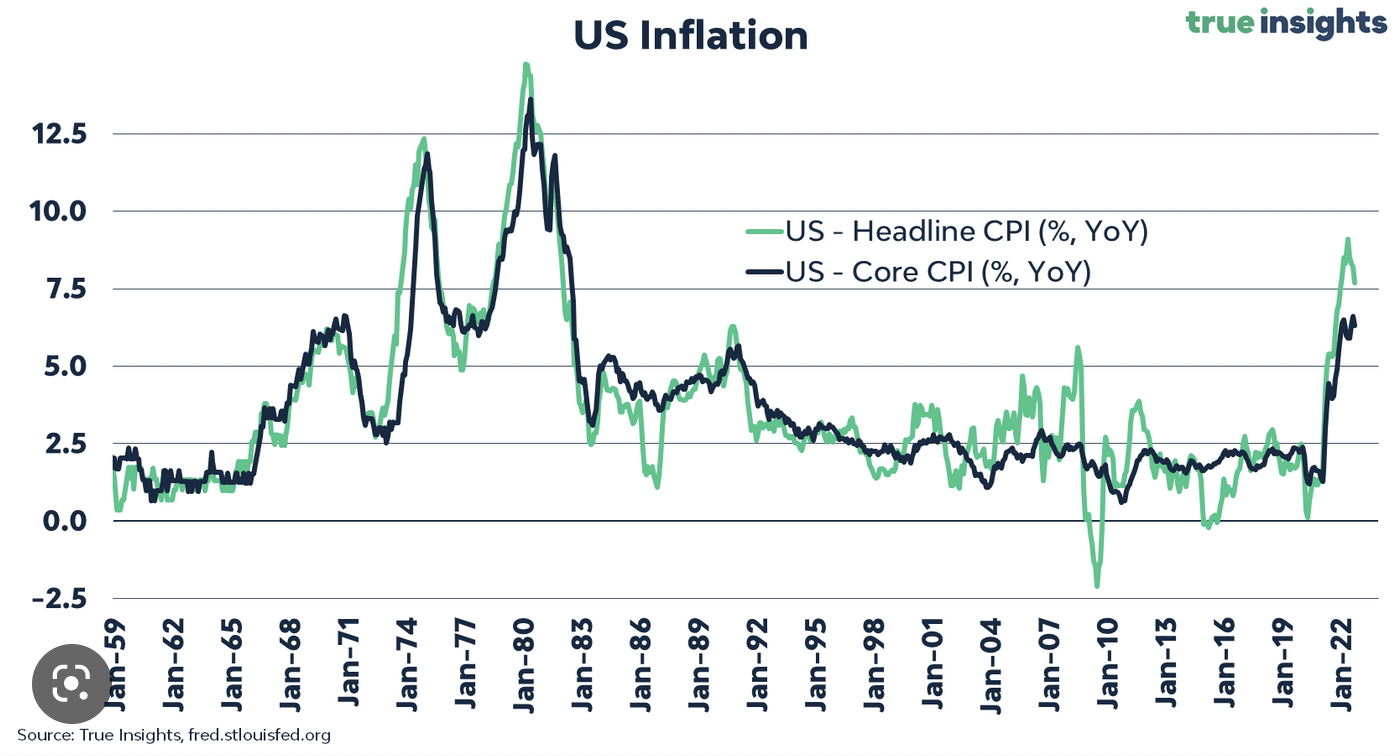 US Inflation
true insights
12.5
10.0
7.5
5.0
2.5
0.0
-2.5
US - Headline CPI (%, YoY)
US - Core CPI (%, YoY)
Jan-59
Jan-62
Jan-65
Jan-68
Jan-71
Jan-74
Jan-77
Jan-80
Jan-83
Jan-86
Jan-89
Jan-92
Jan-95
Jan-98
Jan-01
Jan-04
Jan-07
Jan-10
Jan-13
Jan-16
Jan-19
Jan-22
Source: True Insights, fred.stlouisfed.org